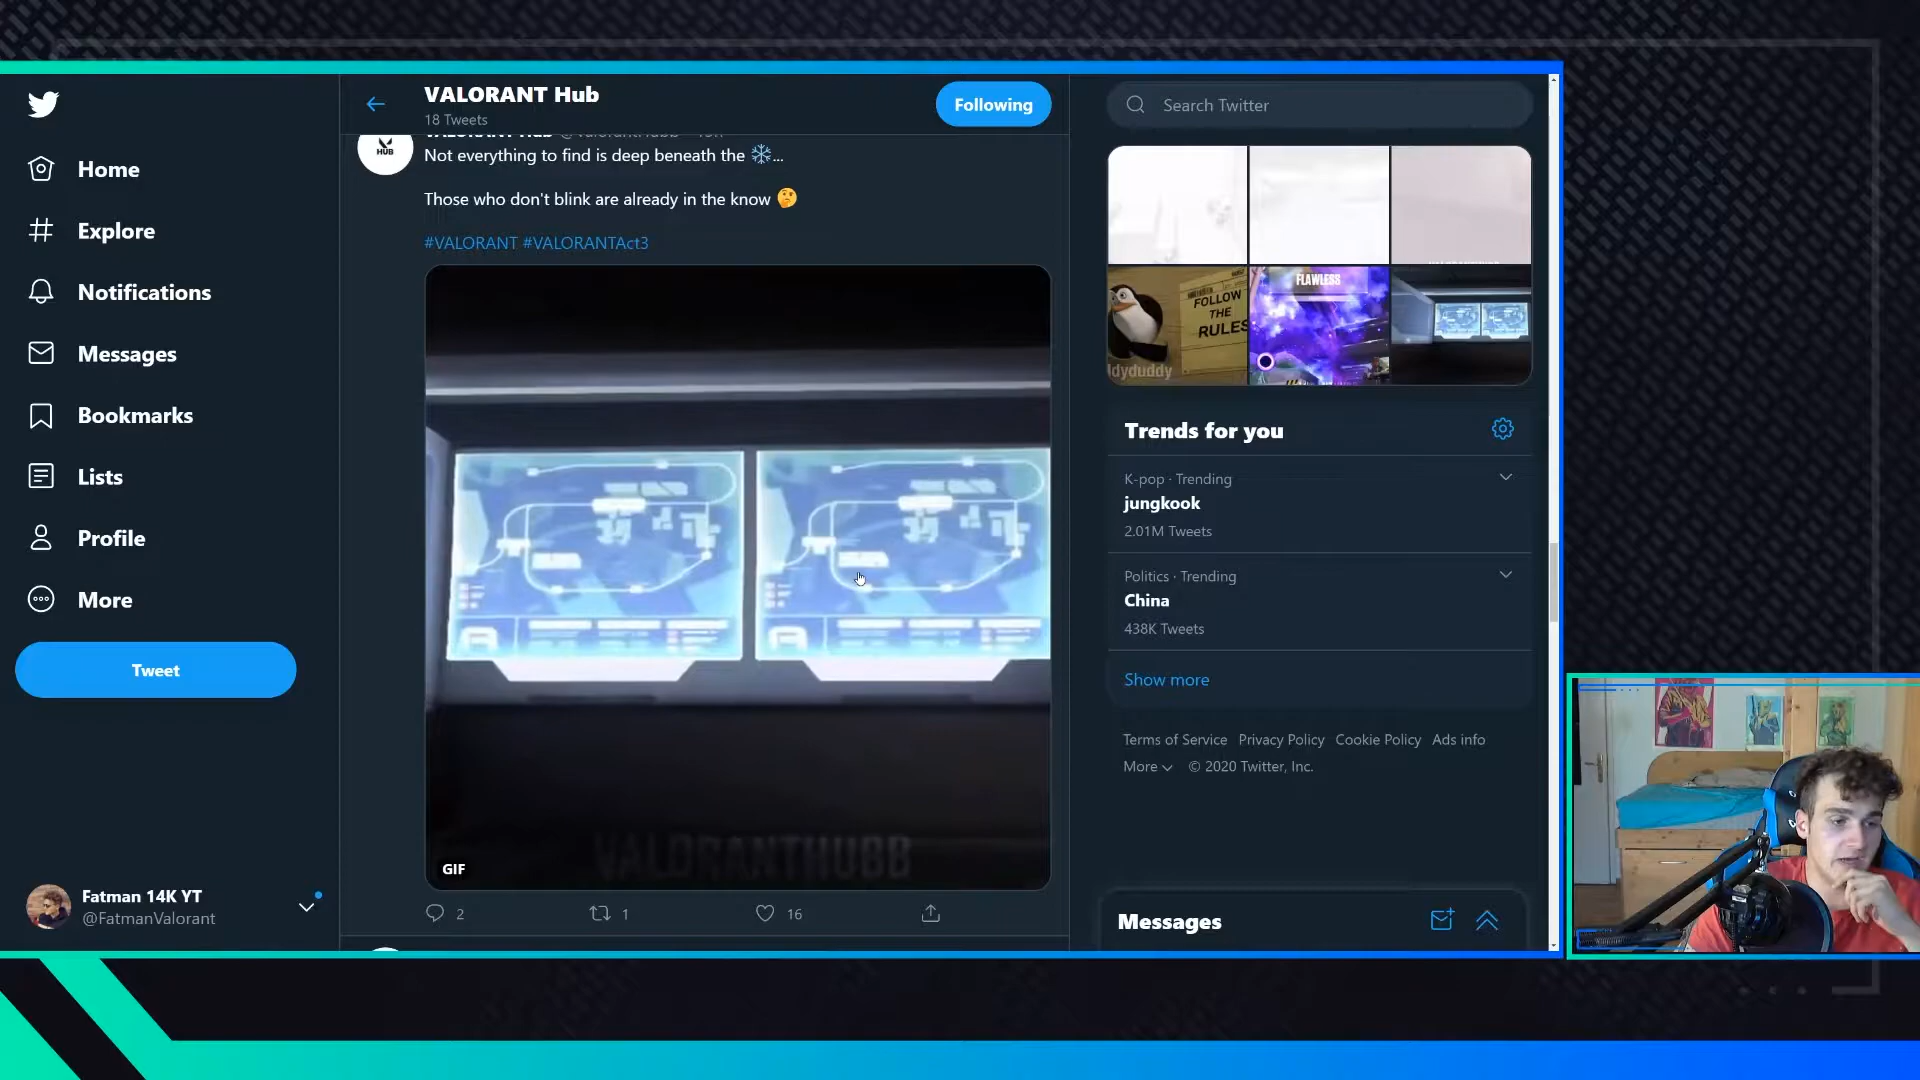 VALORANT Hub
18 Tweets
Following
Search Twitter
Home
Explore
Notifications
Messages
Bookmarks
Lists
Profile
More
Tweet
Fatman 14K YT
@FatmanValorant
HUB
Not everything to find is deep beneath the ❄️...
Those who don't blink are already in the know 🤔
#VALORANT #VALORANTAct3
VALORANTHUBB
GIF
2
1
16
FOLLOW
THE
RULES
ldyduddy
FLAWLESS
Trends for you
K-pop · Trending
jungkook
2.01M Tweets
Politics · Trending
China
438K Tweets
Show more
Terms of Service Privacy Policy Cookie Policy Ads info
More © 2020 Twitter, Inc.
Messages